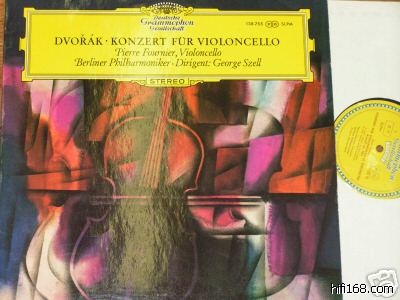 Deutsche
Grammophon
Gesellschaft
138 755 SLPM
DVOŘÁK · KONZERT FÜR VIOLONCELLO
Pierre Fournier, Violoncello
Berliner Philharmoniker · Dirigent: George Szell
STEREO
hifi168.com